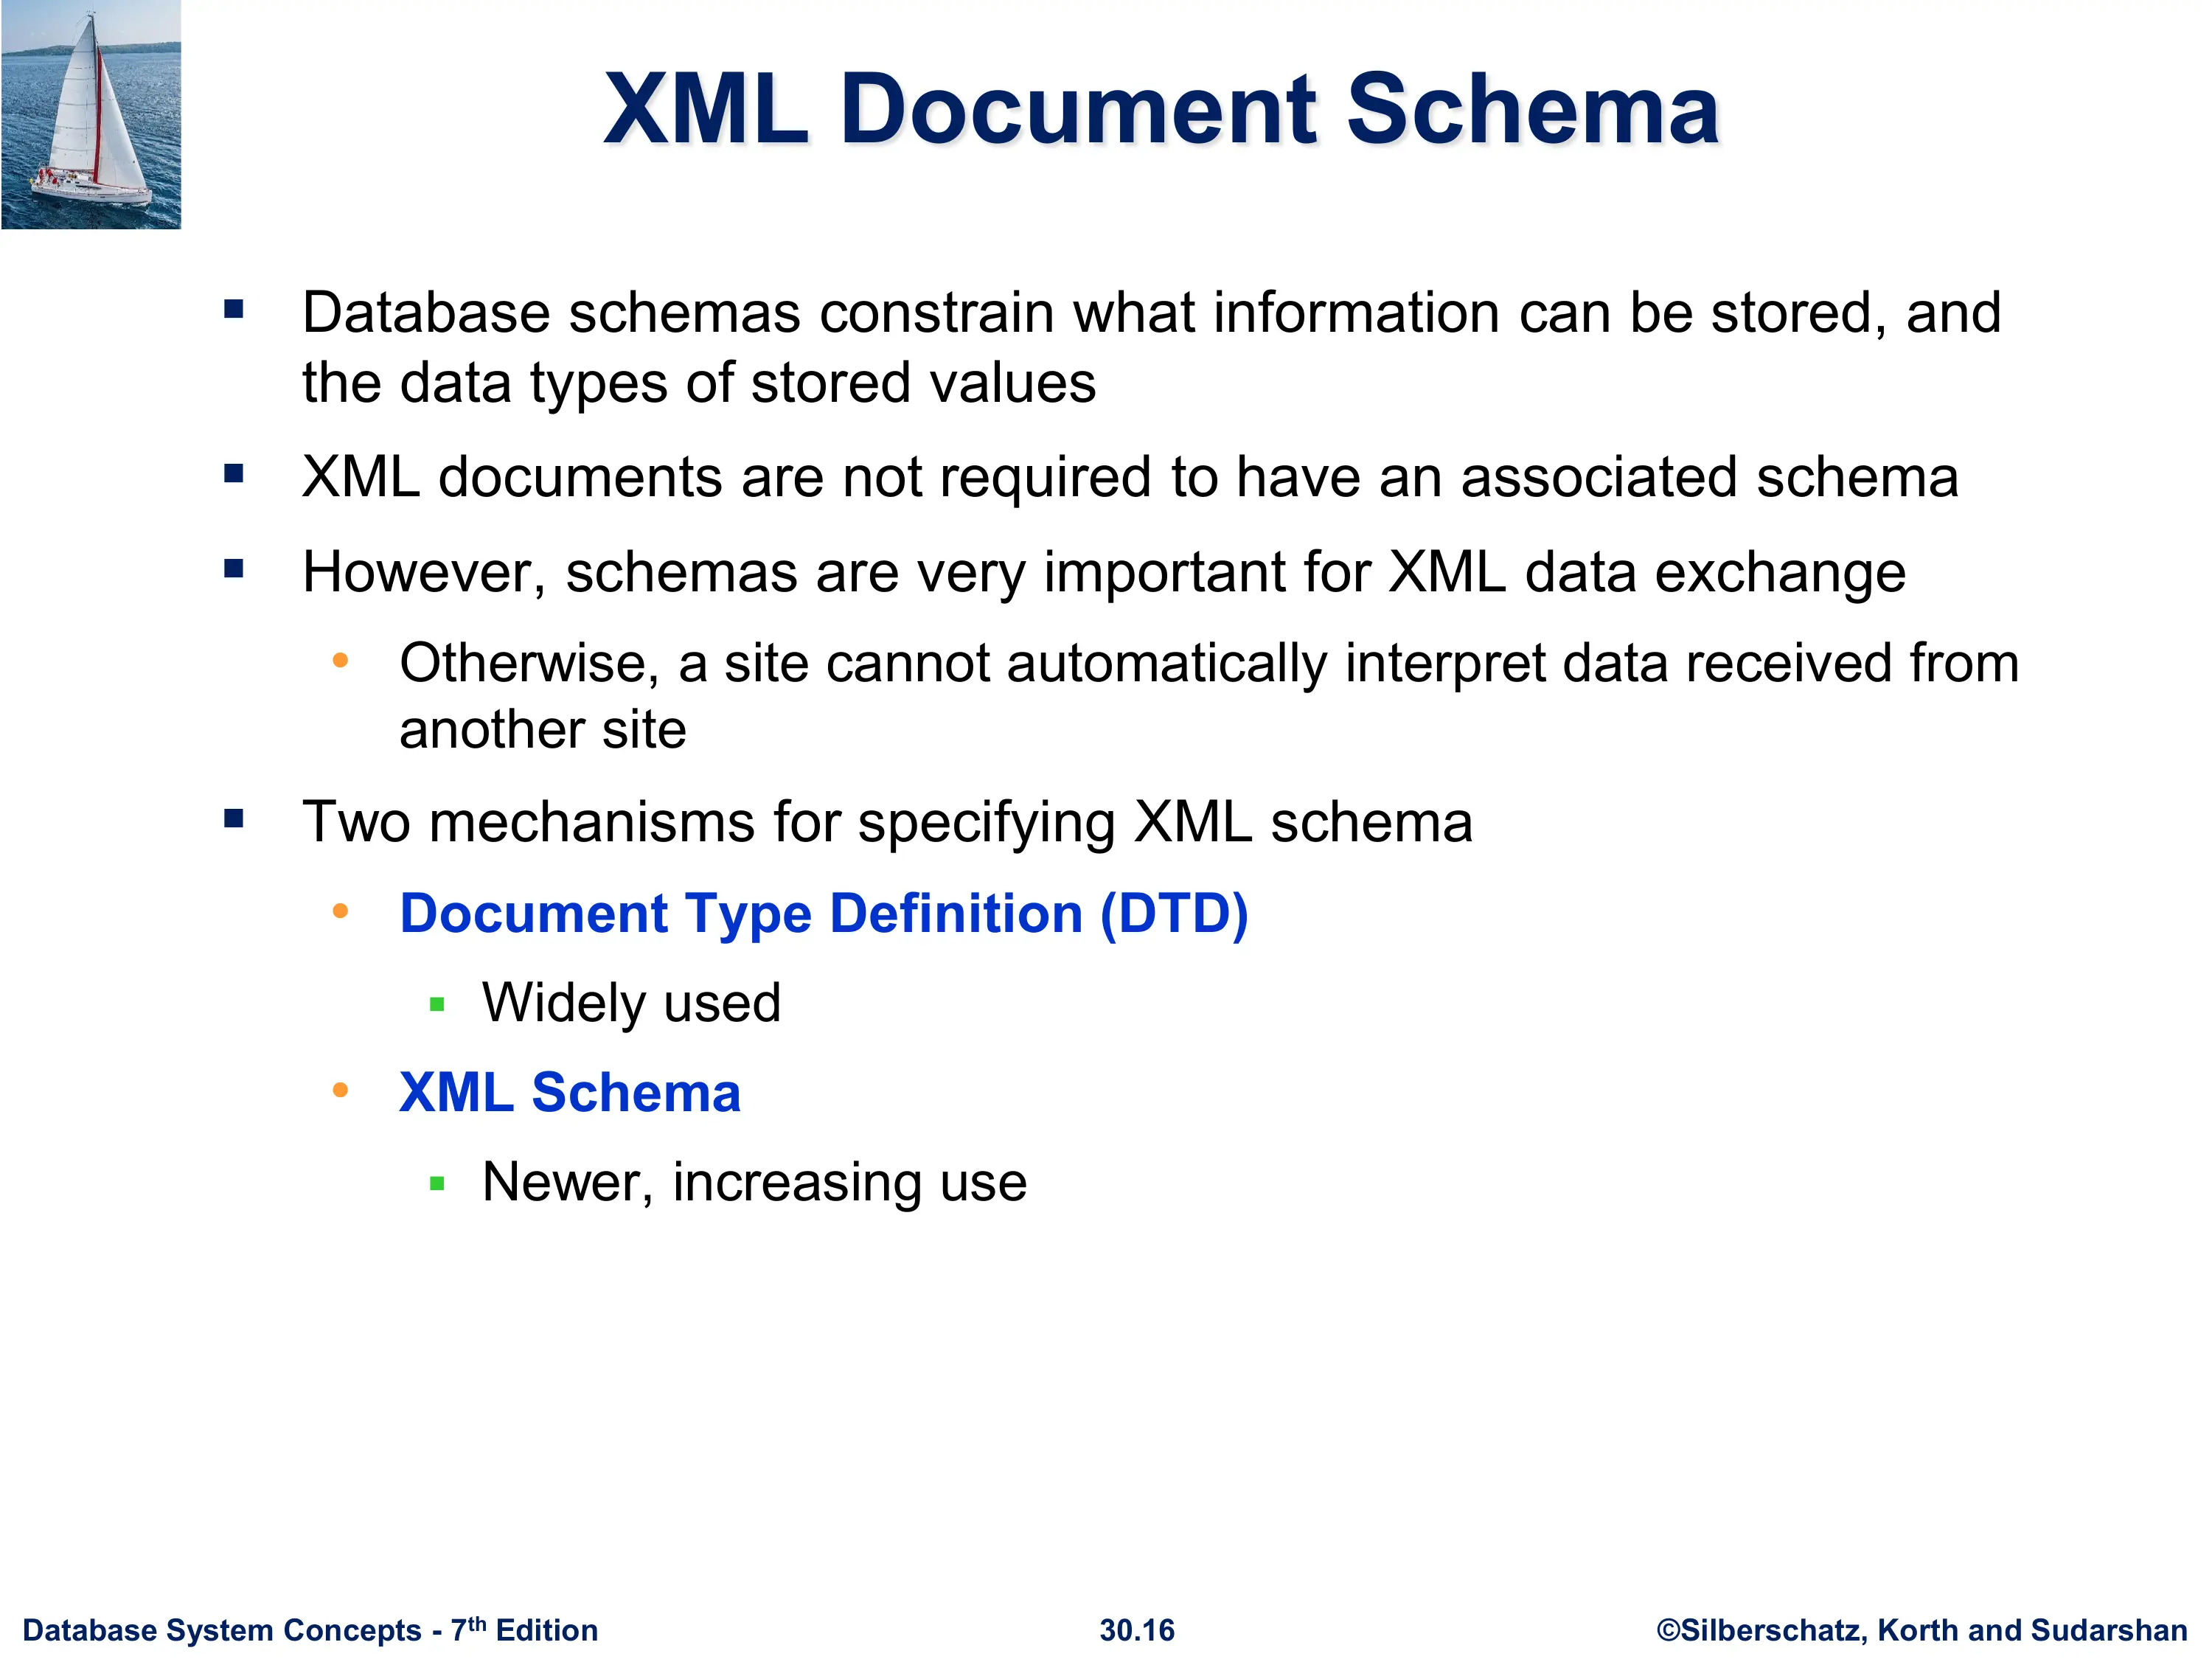 XML Document Schema
▪ Database schemas constrain what information can be stored, and
the data types of stored values
▪ XML documents are not required to have an associated schema
▪ However, schemas are very important for XML data exchange
• Otherwise, a site cannot automatically interpret data received from
another site
▪ Two mechanisms for specifying XML schema
• Document Type Definition (DTD)
▪ Widely used
• XML Schema
▪ Newer, increasing use
Database System Concepts - 7th Edition
30.16
©Silberschatz, Korth and Sudarshan